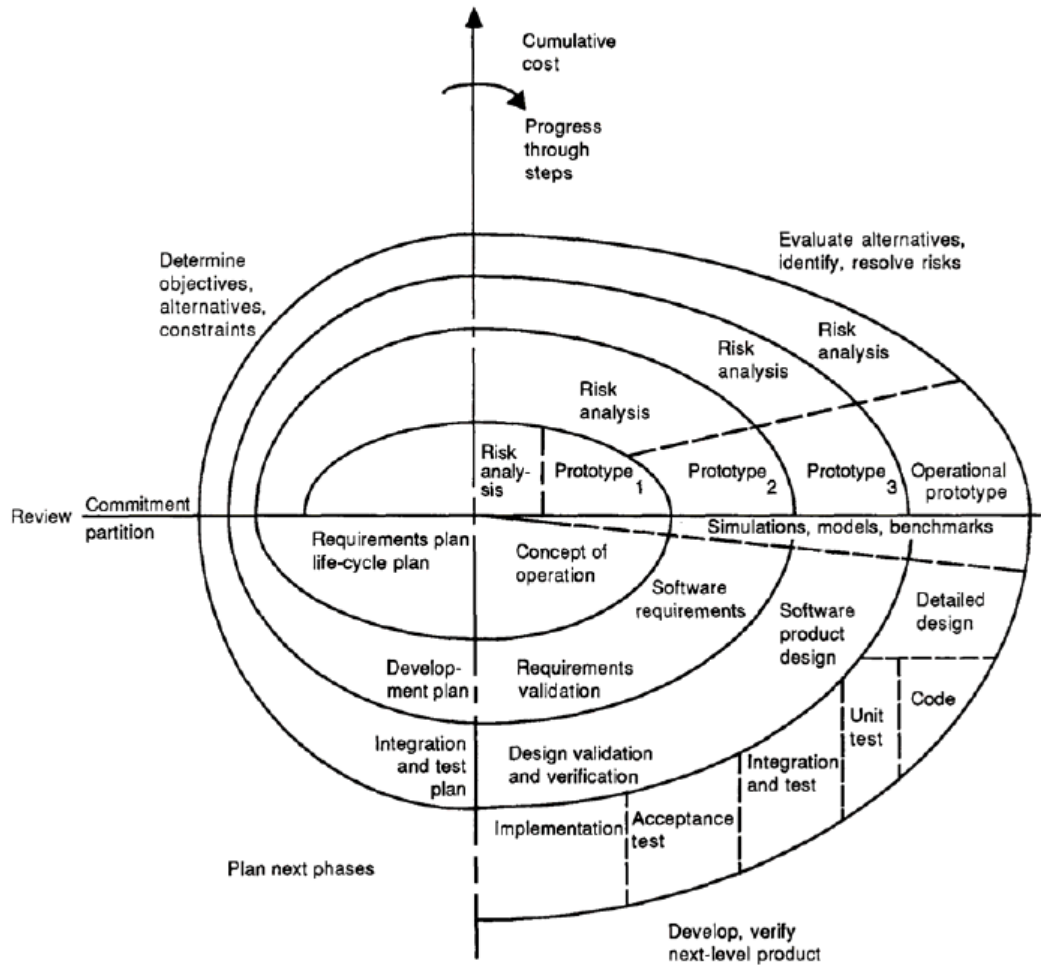 Cumulative
cost
Progress
through
steps
Evaluate alternatives,
identify, resolve risks
Determine
objectives,
alternatives,
constraints
Risk
analysis
Risk
analysis
Risk
analysis
Risk
analy-
sis
Prototype 1
Prototype 2
Prototype 3
Operational
prototype
Review
Commitment
partition
Simulations, models, benchmarks
Requirements plan
life-cycle plan
Concept of
operation
Software
requirements
Software
product
design
Detailed
design
Develop-
ment plan
Requirements
validation
Code
Unit
test
Integration
and test
plan
Design validation
and verification
Integration
and test
Acceptance
test
Implementation
Plan next phases
Develop, verify
next-level product